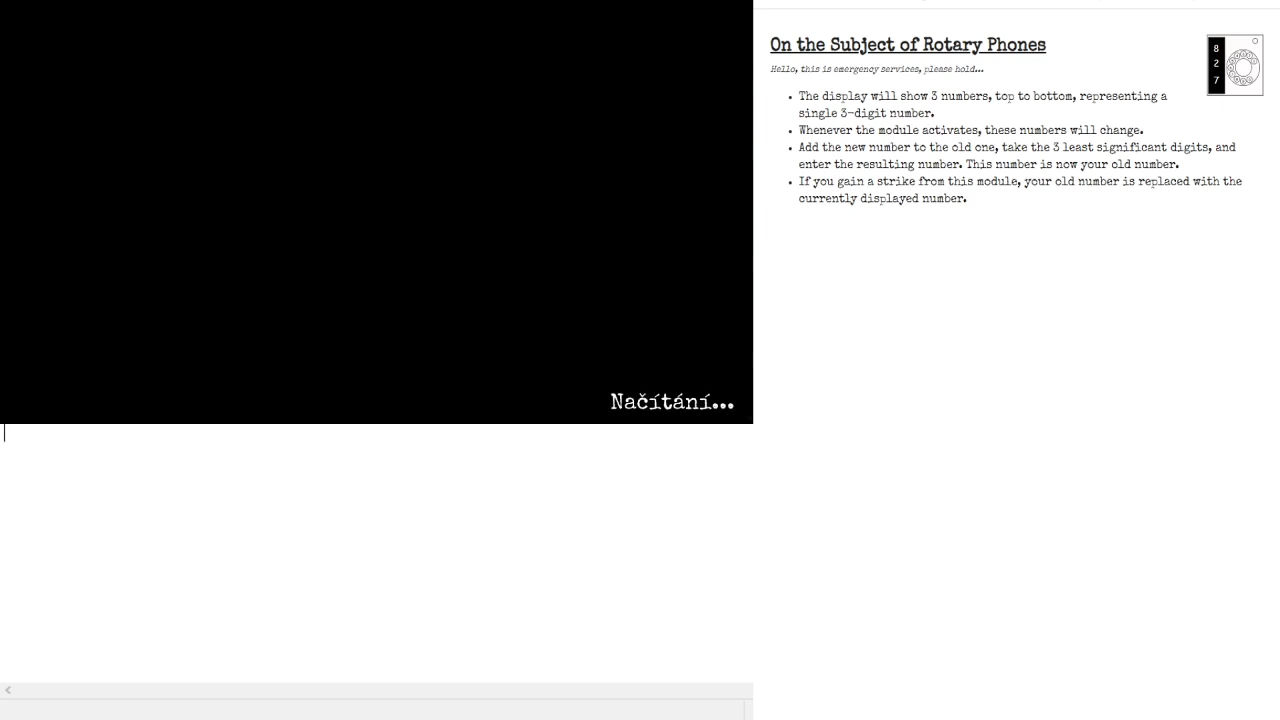 Načítání...
On the Subject of Rotary Phones
Hello, this is emergency services, please hold...
• The display will show 3 numbers, top to bottom, representing a
single 3-digit number.
• Whenever the module activates, these numbers will change.
• Add the new number to the old one, take the 3 least significant digits, and
enter the resulting number. This number is now your old number.
• If you gain a strike from this module, your old number is replaced with the
currently displayed number.
8
2
7